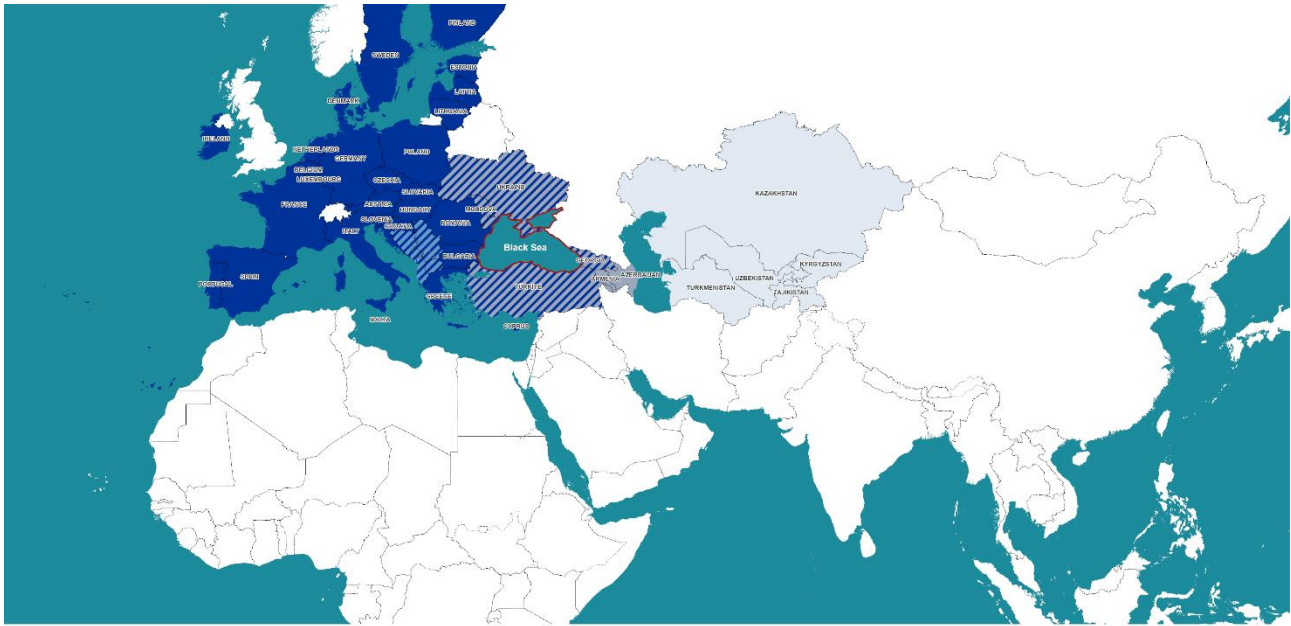 FINLAND
SWEDEN
ESTONIA
LATVIA
DENMARK
LITHUANIA
IRELAND
NETHERLANDS
GERMANY
POLAND
BELGIUM
LUXEMBOURG
CZECHIA
UKRAINE
SLOVAKIA
KAZAKHSTAN
FRANCE
AUSTRIA
HUNGARY
MOLDOVA
SLOVENIA
CROATIA
ROMANIA
ITALY
Black Sea
BULGARIA
GEORGIA
KYRGYZSTAN
SPAIN
PORTUGAL
ARMENIA
AZERBAIJAN
UZBEKISTAN
TURKMENISTAN
TAJIKISTAN
TÜRKİYE
GREECE
MALTA
CYPRUS